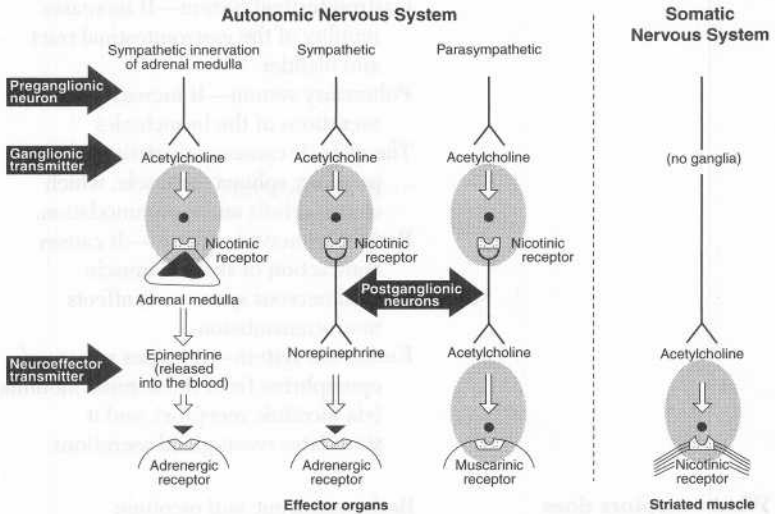 Autonomic Nervous System
Somatic
Nervous System
Sympathetic innervation
of adrenal medulla
Sympathetic
Parasympathetic
Preganglionic
neuron
Ganglionic
transmitter
Acetylcholine
Acetylcholine
Acetylcholine
(no ganglia)
Nicotinic
receptor
Nicotinic
receptor
Nicotinic
receptor
Adrenal medulla
Postganglionic
neurons
Neuroeffector
transmitter
Epinephrine
(released
into the blood)
Norepinephrine
Acetylcholine
Acetylcholine
Adrenergic
receptor
Adrenergic
receptor
Muscarinic
receptor
Nicotinic
receptor
Effector organs
Striated muscle